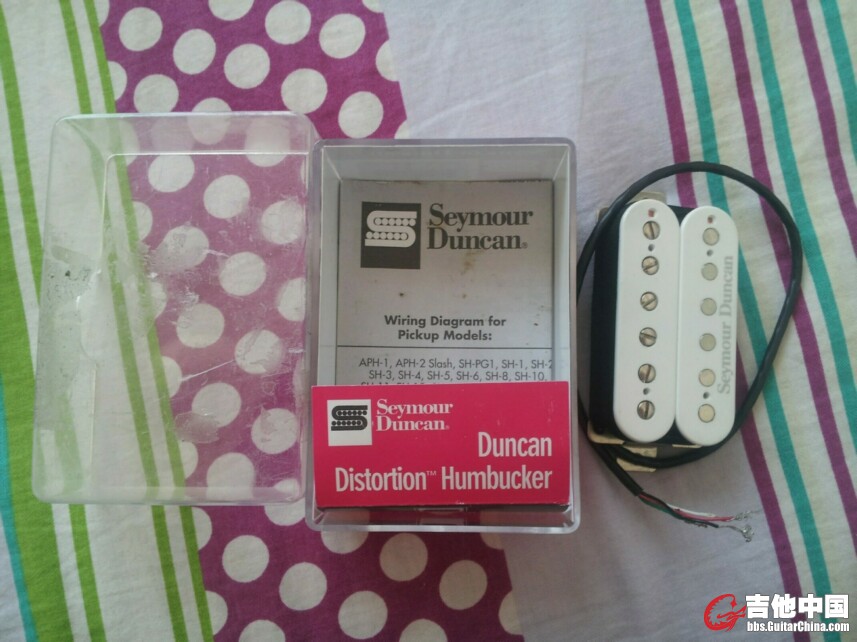 Seymour
Duncan®
Wiring Diagram for
Pickup Models:
APH-1, APH-2 Slash, SH-PG1, SH-1, SH-2
SH-3, SH-4, SH-5, SH-6, SH-8, SH-10,
Seymour
Duncan®
Duncan
Distortion™ Humbucker
Seymour Duncan
吉他中国
bbs.GuitarChina.com